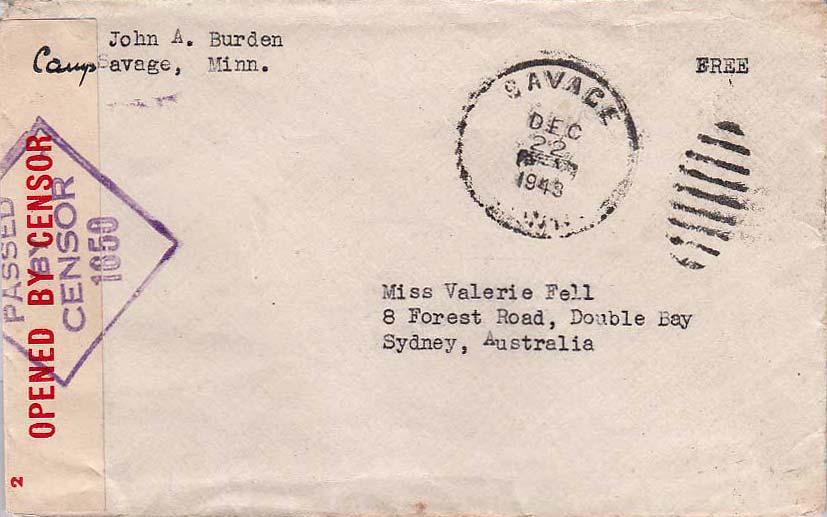 John A. Burden
Camp Savage, Minn.
FREE
SAVAGE
DEC
22
1943
PASSED
BY
CENSOR
1650
OPENED BY CENSOR
2
Miss Valerie Fell
8 Forest Road, Double Bay
Sydney, Australia